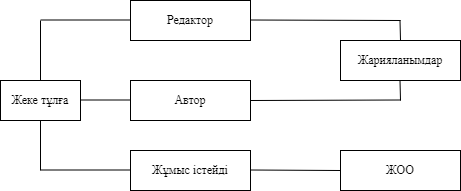 Редактор
Жарияланымдар
Жеке тұлға
Автор
Жұмыс істейді
ЖОО